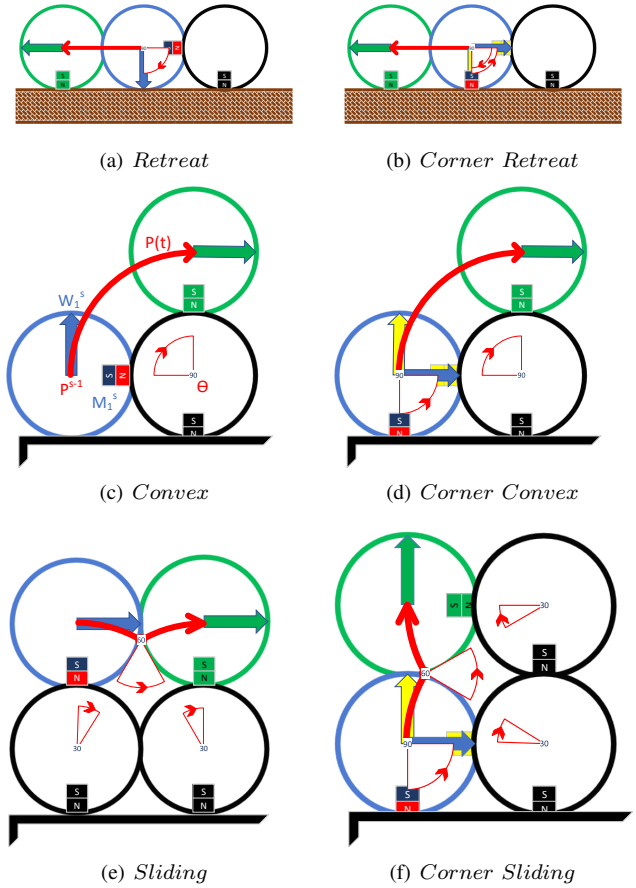 90 S N
S
N
S
N
90
S
N
S
N
S
N
(a) Retreat
(b) Corner Retreat
P(t)
S
N
W₁ˢ
S N
90
Pˢ⁻¹
M₁ˢ
Θ
S
N
S
N
90
90
S
N
S
N
(c) Convex
(d) Corner Convex
60
S
N
S
N
30
30
S
N
S
N
S N
30
S
N
60
90
30
S
N
S
N
(e) Sliding
(f) Corner Sliding